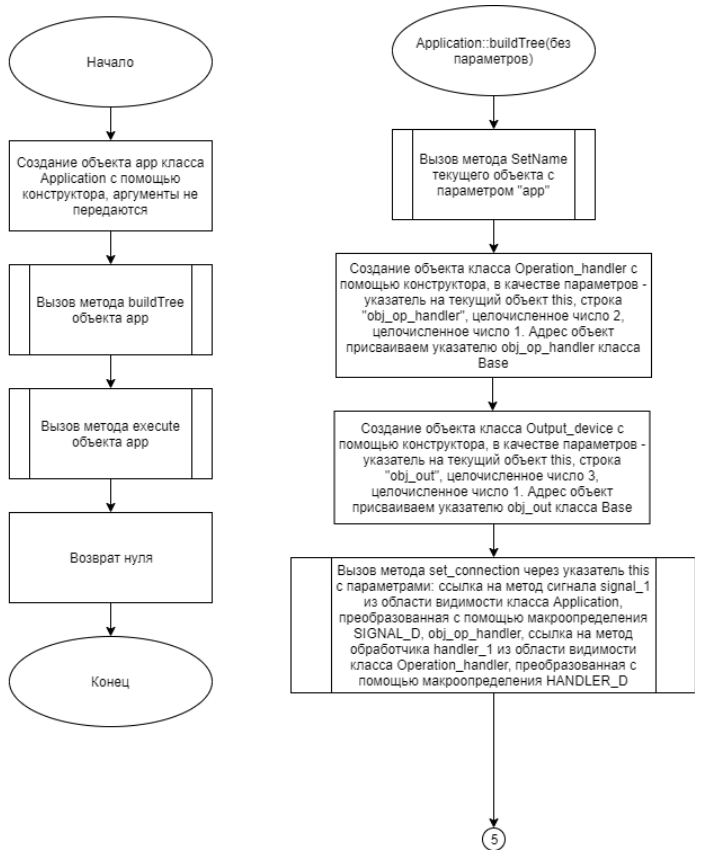 Начало
Создание объекта app класса
Application с помощью
конструктора, аргументы не
передаются
Вызов метода buildTree
объекта app
Вызов метода execute
объекта app
Возврат нуля
Конец
Application::buildTree(без
параметров)
Вызов метода SetName
текущего объекта с
параметром "app"
Создание объекта класса Operation_handler с
помощью конструктора, в качестве параметров -
указатель на текущий объект this, строка
"obj_op_handler", целочисленное число 2,
целочисленное число 1. Адрес объект
присваиваем указателю obj_op_handler класса
Base
Создание объекта класса Output_device с
помощью конструктора, в качестве параметров -
указатель на текущий объект this, строка
"obj_out", целочисленное число 3,
целочисленное число 1. Адрес объект
присваиваем указателю obj_out класса Base
Вызов метода set_connection через указатель this
с параметрами: ссылка на метод сигнала signal_1
из области видимости класса Application,
преобразованная с помощью макроопределения
SIGNAL_D, obj_op_handler, ссылка на метод
обработчика handler_1 из области видимости
класса Operation_handler, преобразованная с
помощью макроопределения HANDLER_D
5